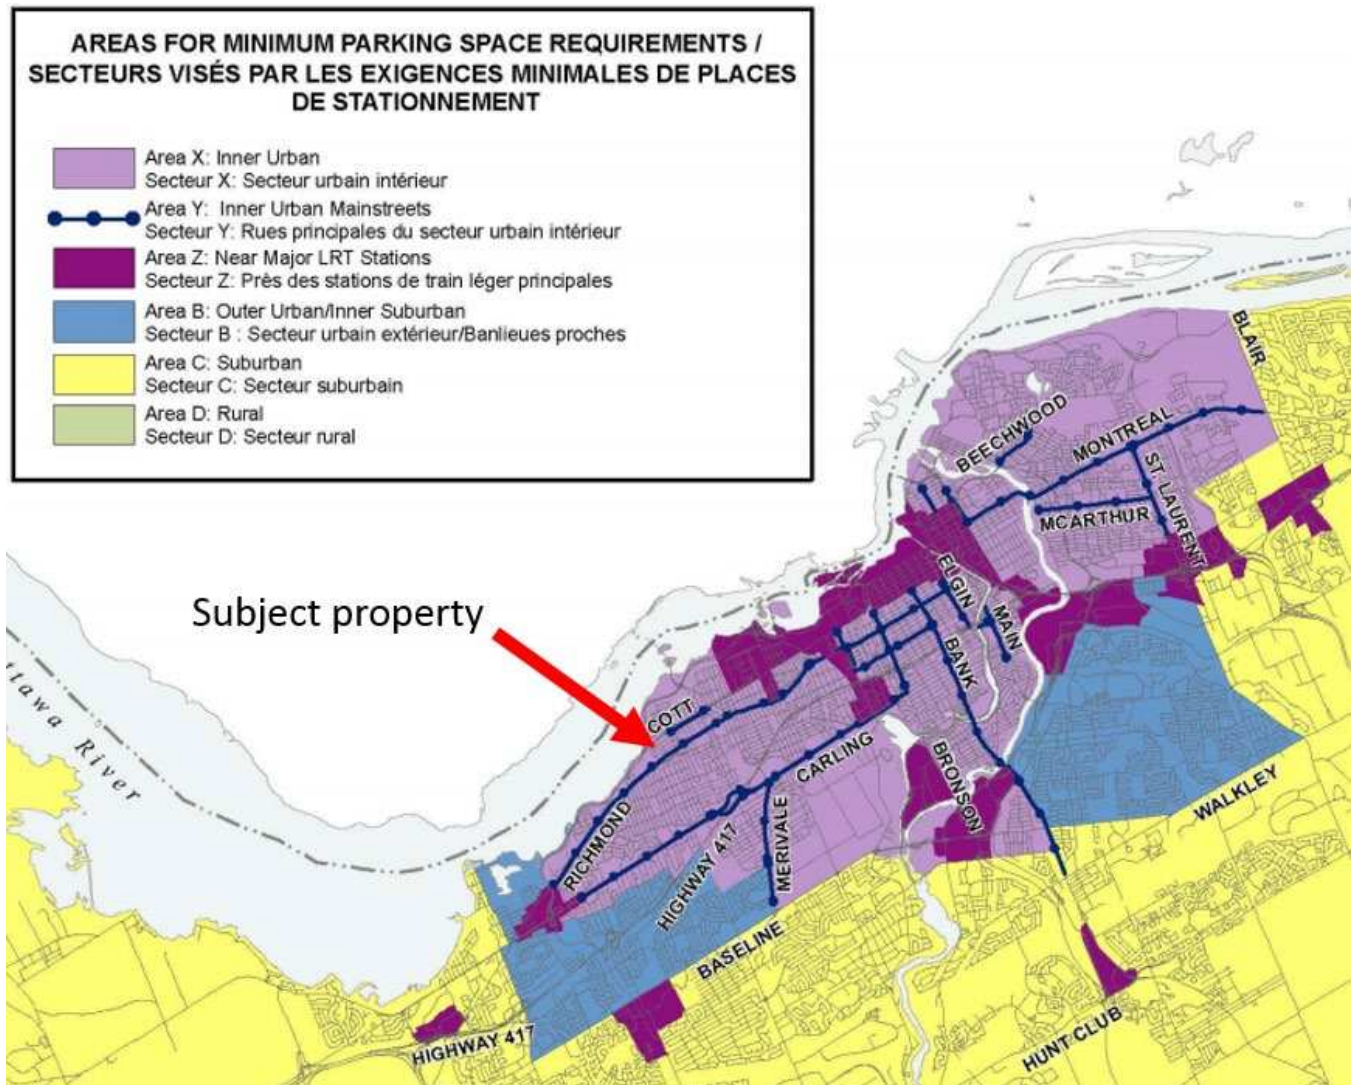 AREAS FOR MINIMUM PARKING SPACE REQUIREMENTS /
SECTEURS VISÉS PAR LES EXIGENCES MINIMALES DE PLACES
DE STATIONNEMENT
Area X: Inner Urban
Secteur X: Secteur urbain intérieur
Area Y: Inner Urban Mainstreets
Secteur Y: Rues principales du secteur urbain intérieur
Area Z: Near Major LRT Stations
Secteur Z: Près des stations de train léger principales
Area B: Outer Urban/Inner Suburban
Secteur B : Secteur urbain extérieur/Banlieues proches
Area C: Suburban
Secteur C: Secteur suburbain
Area D: Rural
Secteur D: Secteur rural
BLAIR
BEECHWOOD
MONTREAL
ST. LAURENT
MCARTHUR
ELGIN
MAIN
Subject property
BANK
COTT
CARLING
BRONSON
ttawa River
WALKLEY
RICHMOND
MERIVALE
HIGHWAY 417
BASELINE
HIGHWAY 417
HUNT CLUB